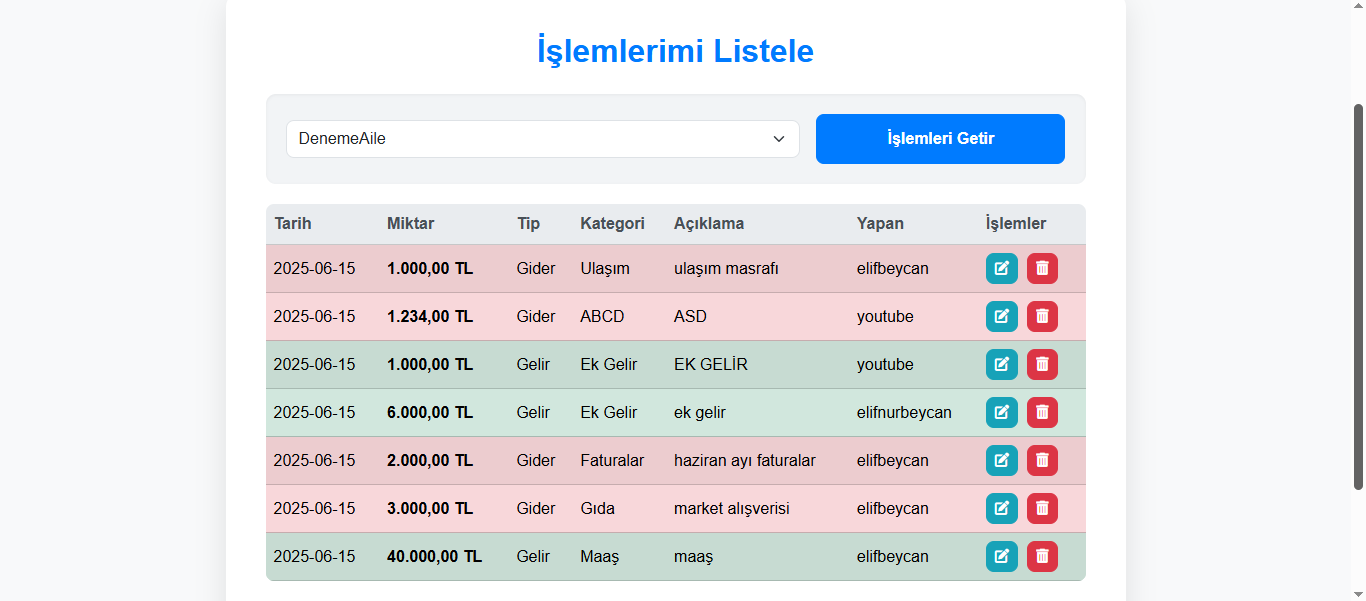 İşlemlerimi Listele
DenemeAile
İşlemleri Getir
Tarih Miktar Tip Kategori Açıklama Yapan İşlemler
2025-06-15 1.000,00 TL Gider Ulaşım ulaşım masrafı elifbeycan
2025-06-15 1.234,00 TL Gider ABCD ASD youtube
2025-06-15 1.000,00 TL Gelir Ek Gelir EK GELİR youtube
2025-06-15 6.000,00 TL Gelir Ek Gelir ek gelir elifnurbeycan
2025-06-15 2.000,00 TL Gider Faturalar haziran ayı faturalar elifbeycan
2025-06-15 3.000,00 TL Gider Gıda market alışverisi elifbeycan
2025-06-15 40.000,00 TL Gelir Maaş maaş elifbeycan